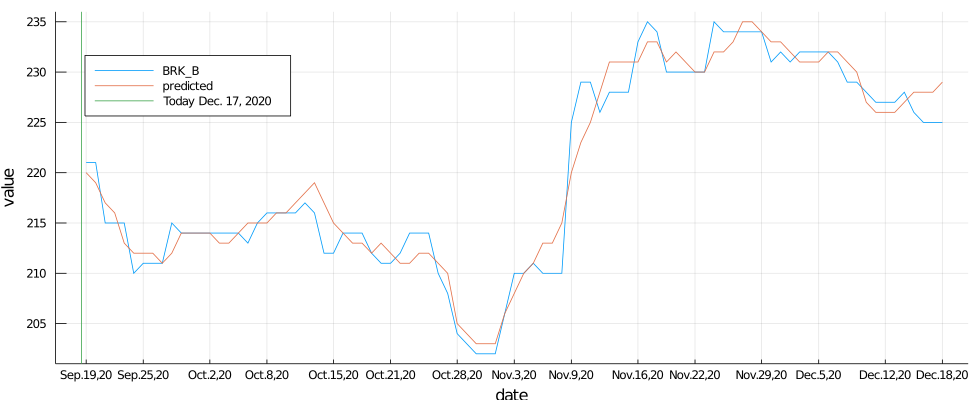 235
230
225
220
215
210
205
value
BRK_B
predicted
Today Dec. 17, 2020
Sep.19,20 Sep.25,20 Oct.2,20 Oct.8,20 Oct.15,20 Oct.21,20 Oct.28,20 Nov.3,20 Nov.9,20 Nov.16,20 Nov.22,20 Nov.29,20 Dec.5,20 Dec.12,20 Dec.18,20
date